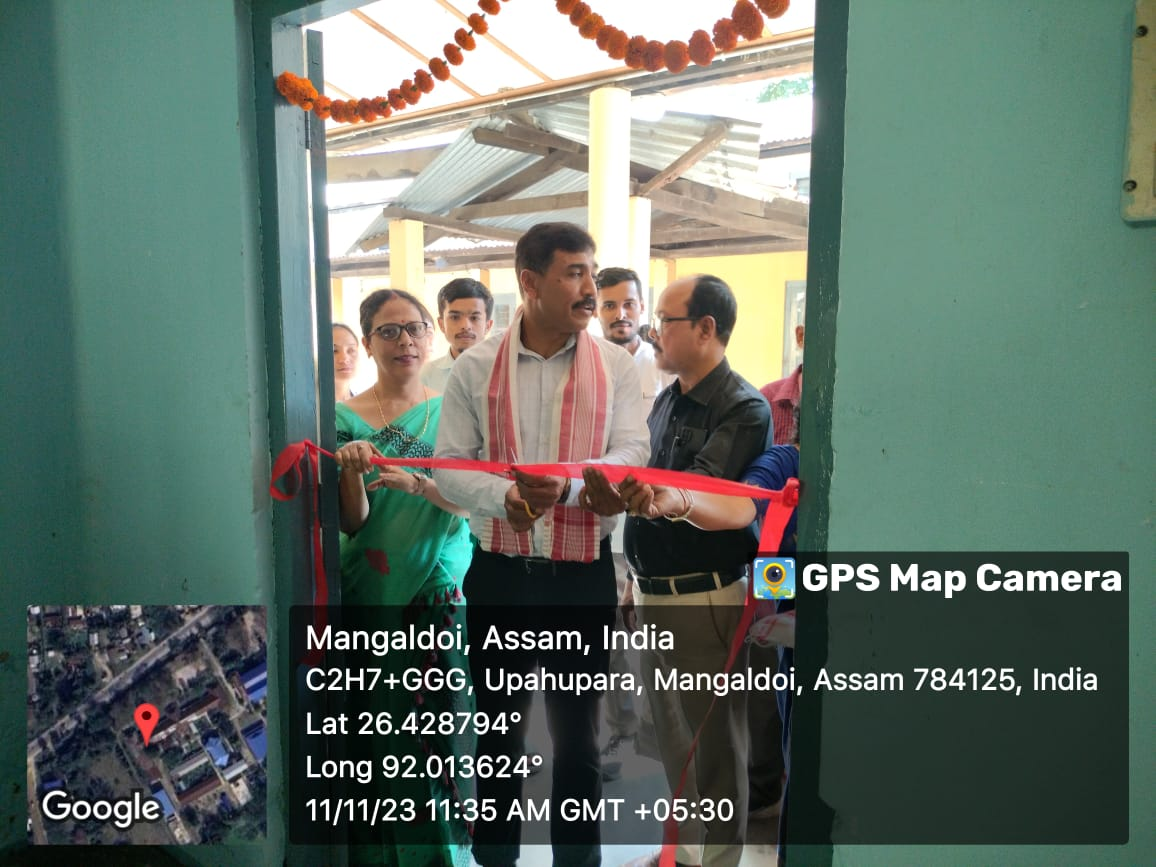 GPS Map Camera
Mangaldoi, Assam, India
C2H7+GGG, Upahupara, Mangaldoi, Assam 784125, India
Lat 26.428794°
Long 92.013624°
11/11/23 11:35 AM GMT +05:30
Google